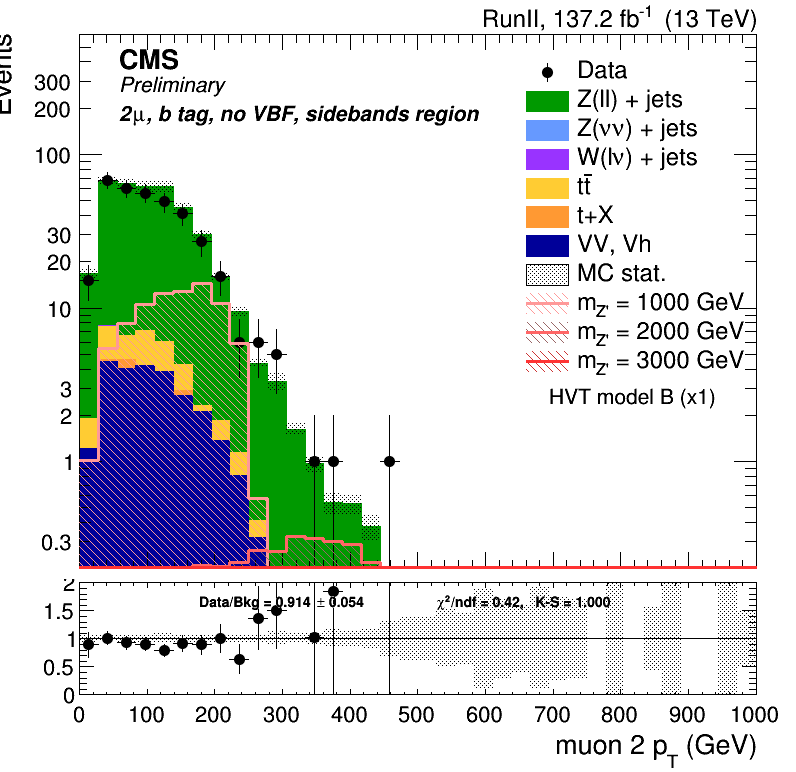 RunII, 137.2 fb⁻¹ (13 TeV)
Events
CMS
Preliminary
2μ, b tag, no VBF, sidebands region
Data
Z(ll) + jets
Z(νν) + jets
W(lν) + jets
tt̄
t+X
VV, Vh
MC stat.
m_Z' = 1000 GeV
m_Z' = 2000 GeV
m_Z' = 3000 GeV
HVT model B (x1)
300
200
100
30
20
10
3
2
1
0.3
Data/Bkg = 0.914 ± 0.054
χ²/ndf = 0.42, K-S = 1.000
2
1.5
1
0.5
0
0 100 200 300 400 500 600 700 800 900 1000
muon 2 p_T (GeV)